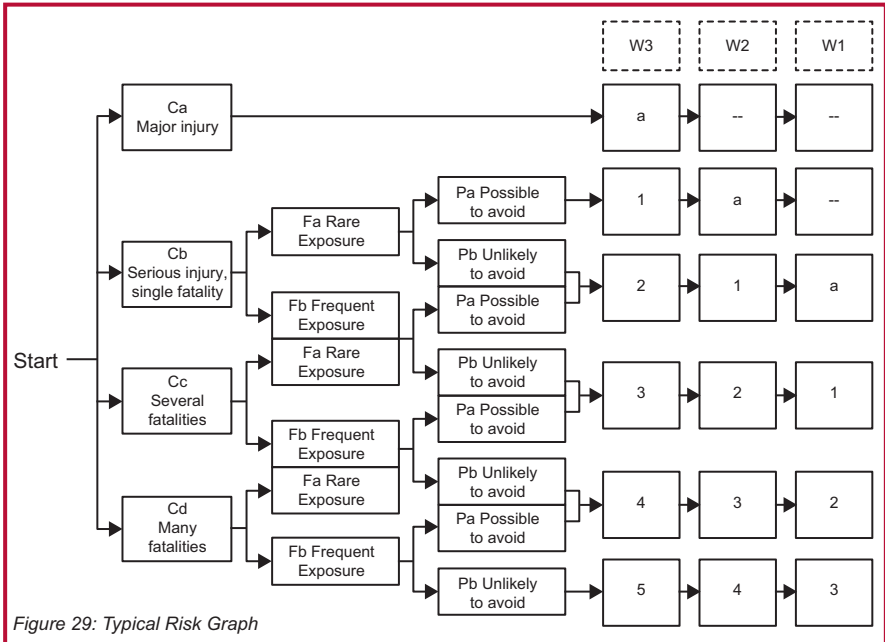 W3 W2 W1
Ca
Major injury
a -- --
Pa Possible
to avoid
1 a --
Fa Rare
Exposure
Cb
Serious injury,
single fatality
Pb Unlikely
to avoid
2 1 a
Fb Frequent
Exposure
Pa Possible
to avoid
Start
Fa Rare
Exposure
Cc
Several
fatalities
Pb Unlikely
to avoid
3 2 1
Fb Frequent
Exposure
Pa Possible
to avoid
Fa Rare
Exposure
Cd
Many
fatalities
Pb Unlikely
to avoid
4 3 2
Fb Frequent
Exposure
Pa Possible
to avoid
Pb Unlikely
to avoid
5 4 3
Figure 29: Typical Risk Graph